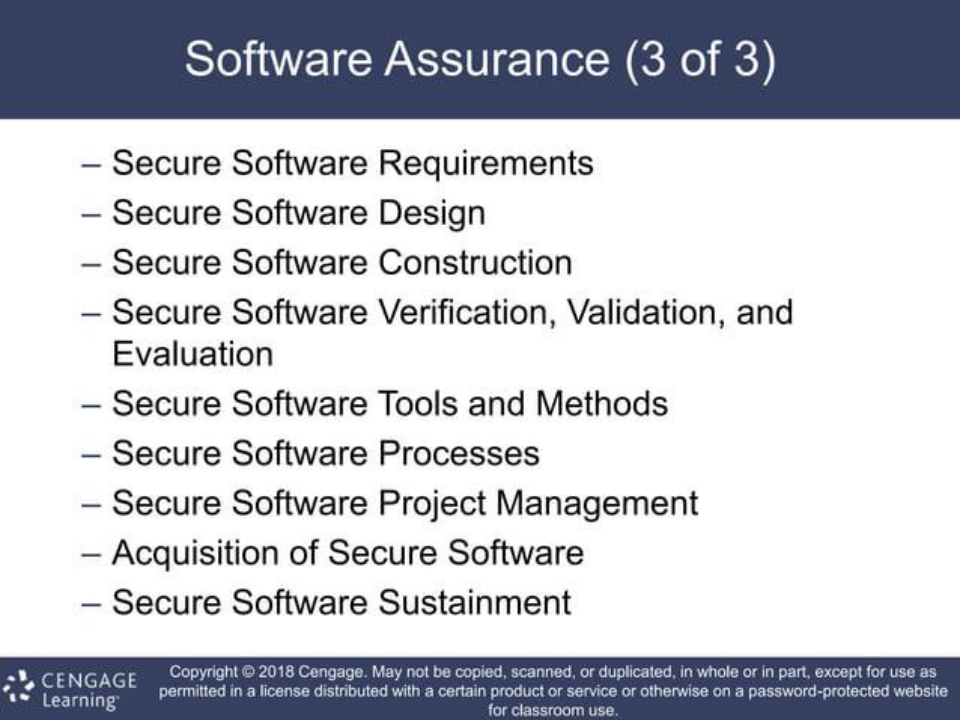 Software Assurance (3 of 3)
– Secure Software Requirements
– Secure Software Design
– Secure Software Construction
– Secure Software Verification, Validation, and
Evaluation
– Secure Software Tools and Methods
– Secure Software Processes
– Secure Software Project Management
– Acquisition of Secure Software
– Secure Software Sustainment
CENGAGE
Learning™
Copyright © 2018 Cengage. May not be copied, scanned, or duplicated, in whole or in part, except for use as
permitted in a license distributed with a certain product or service or otherwise on a password-protected website
for classroom use.